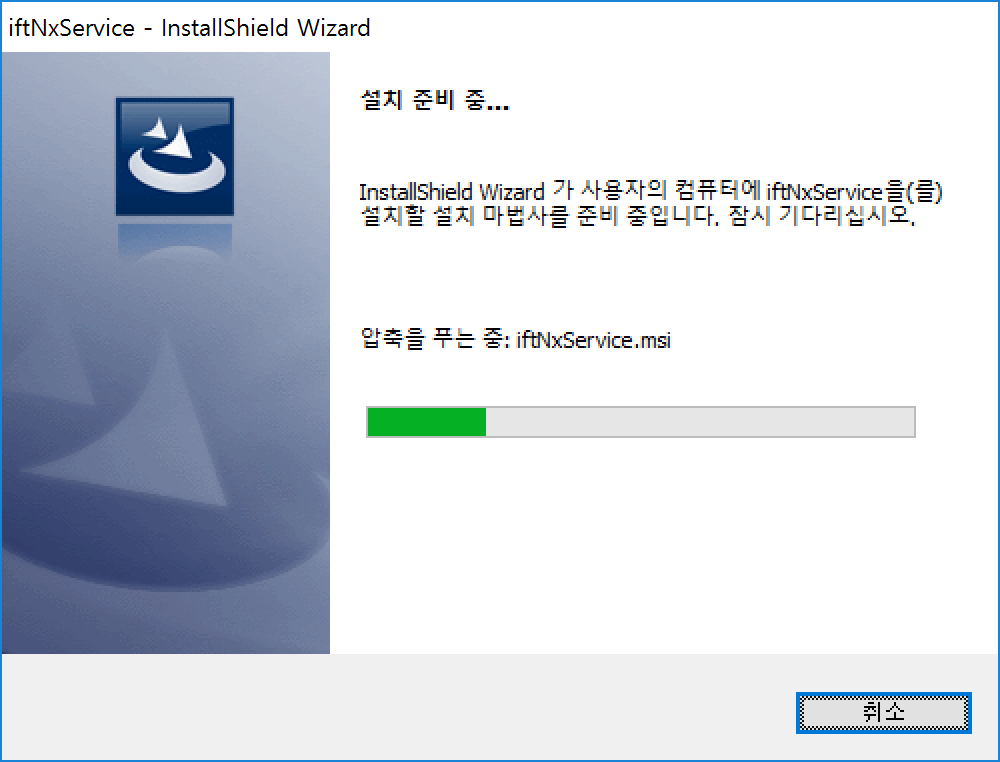 iftNxService - InstallShield Wizard
설치 준비 중...
InstallShield Wizard 가 사용자의 컴퓨터에 iftNxService을(를)
설치할 설치 마법사를 준비 중입니다. 잠시 기다리십시오.
압축을 푸는 중: iftNxService.msi
취소